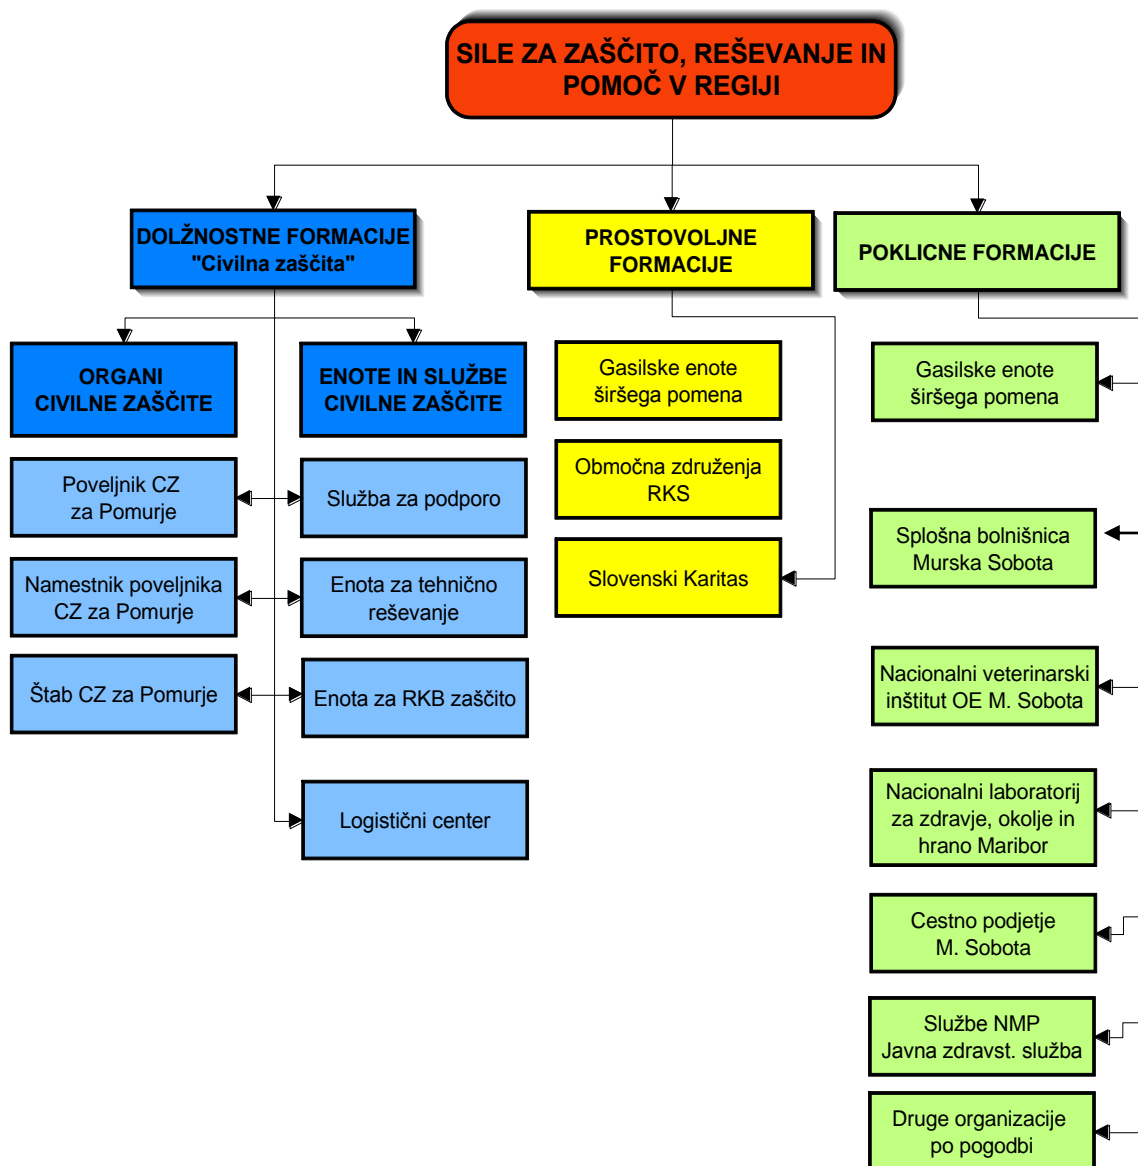 SILE ZA ZAŠČITO, REŠEVANJE IN
POMOČ V REGIJI
DOLŽNOSTNE FORMACIJE
"Civilna zaščita"
PROSTOVOLJNE
FORMACIJE
POKLICNE FORMACIJE
ORGANI
CIVILNE ZAŠČITE
ENOTE IN SLUŽBE
CIVILNE ZAŠČITE
Gasilske enote
širšega pomena
Gasilske enote
širšega pomena
Poveljnik CZ
za Pomurje
Služba za podporo
Območna združenja
RKS
Splošna bolnišnica
Murska Sobota
Namestnik poveljnika
CZ za Pomurje
Enota za tehnično
reševanje
Slovenski Karitas
Štab CZ za Pomurje
Enota za RKB zaščito
Nacionalni veterinarski
inštitut OE M. Sobota
Logistični center
Nacionalni laboratorij
za zdravje, okolje in
hrano Maribor
Cestno podjetje
M. Sobota
Službe NMP
Javna zdravst. služba
Druge organizacije
po pogodbi